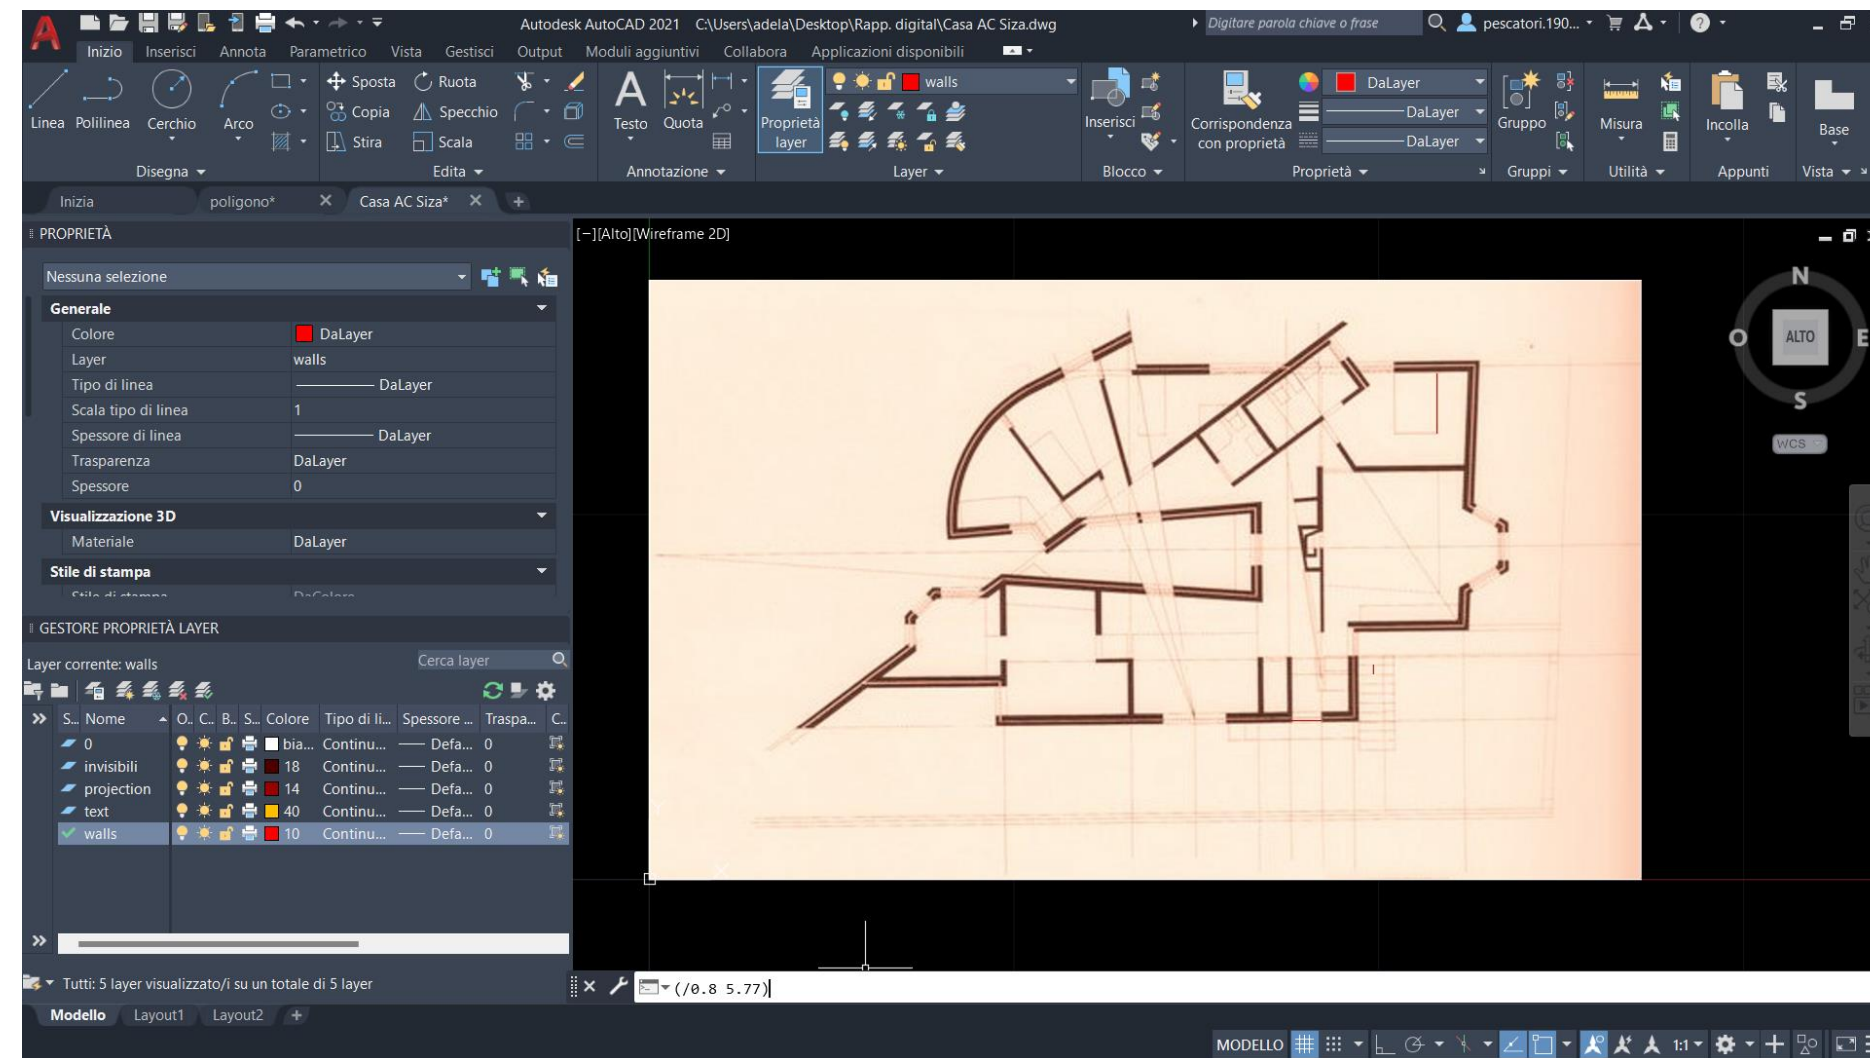 Autodesk AutoCAD 2021 C:\Users\adela\Desktop\Rapp. digital\Casa AC Siza.dwg
Digitare parola chiave o frase
pescatori.190...
Inizio Inserisci Annota Parametrico Vista Gestisci Output Moduli aggiuntivi Collabora Applicazioni disponibili
Linea Polilinea Cerchio Arco
Sposta Ruota
Copia Specchio
Stira Scala
Testo Quota
Proprietà layer
walls
Inserisci
Corrispondenza con proprietà
DaLayer
DaLayer
DaLayer
Gruppo
Misura
Incolla
Base
Disegna Edita Annotazione Layer Blocco Proprietà Gruppi Utilità Appunti Vista
Inizia poligono* Casa AC Siza*
PROPRIETÀ
Nessuna selezione
Generale
Colore DaLayer
Layer walls
Tipo di linea DaLayer
Scala tipo di linea 1
Spessore di linea DaLayer
Trasparenza DaLayer
Spessore 0
Visualizzazione 3D
Materiale DaLayer
Stile di stampa
Stile di stampa DaColore
GESTORE PROPRIETÀ LAYER
Layer corrente: walls
Cerca layer
S.. Nome O.. C.. B.. S... Colore Tipo di li... Spessore ... Traspa... C..
0 bia... Continu... Defa... 0
invisibili 18 Continu... Defa... 0
projection 14 Continu... Defa... 0
text 40 Continu... Defa... 0
walls 10 Continu... Defa... 0
Tutti: 5 layer visualizzato/i su un totale di 5 layer
[−][Alto][Wireframe 2D]
N
O ALTO E
S
WCS
(/0.8 5.77)
Modello Layout1 Layout2
MODELLO 1:1